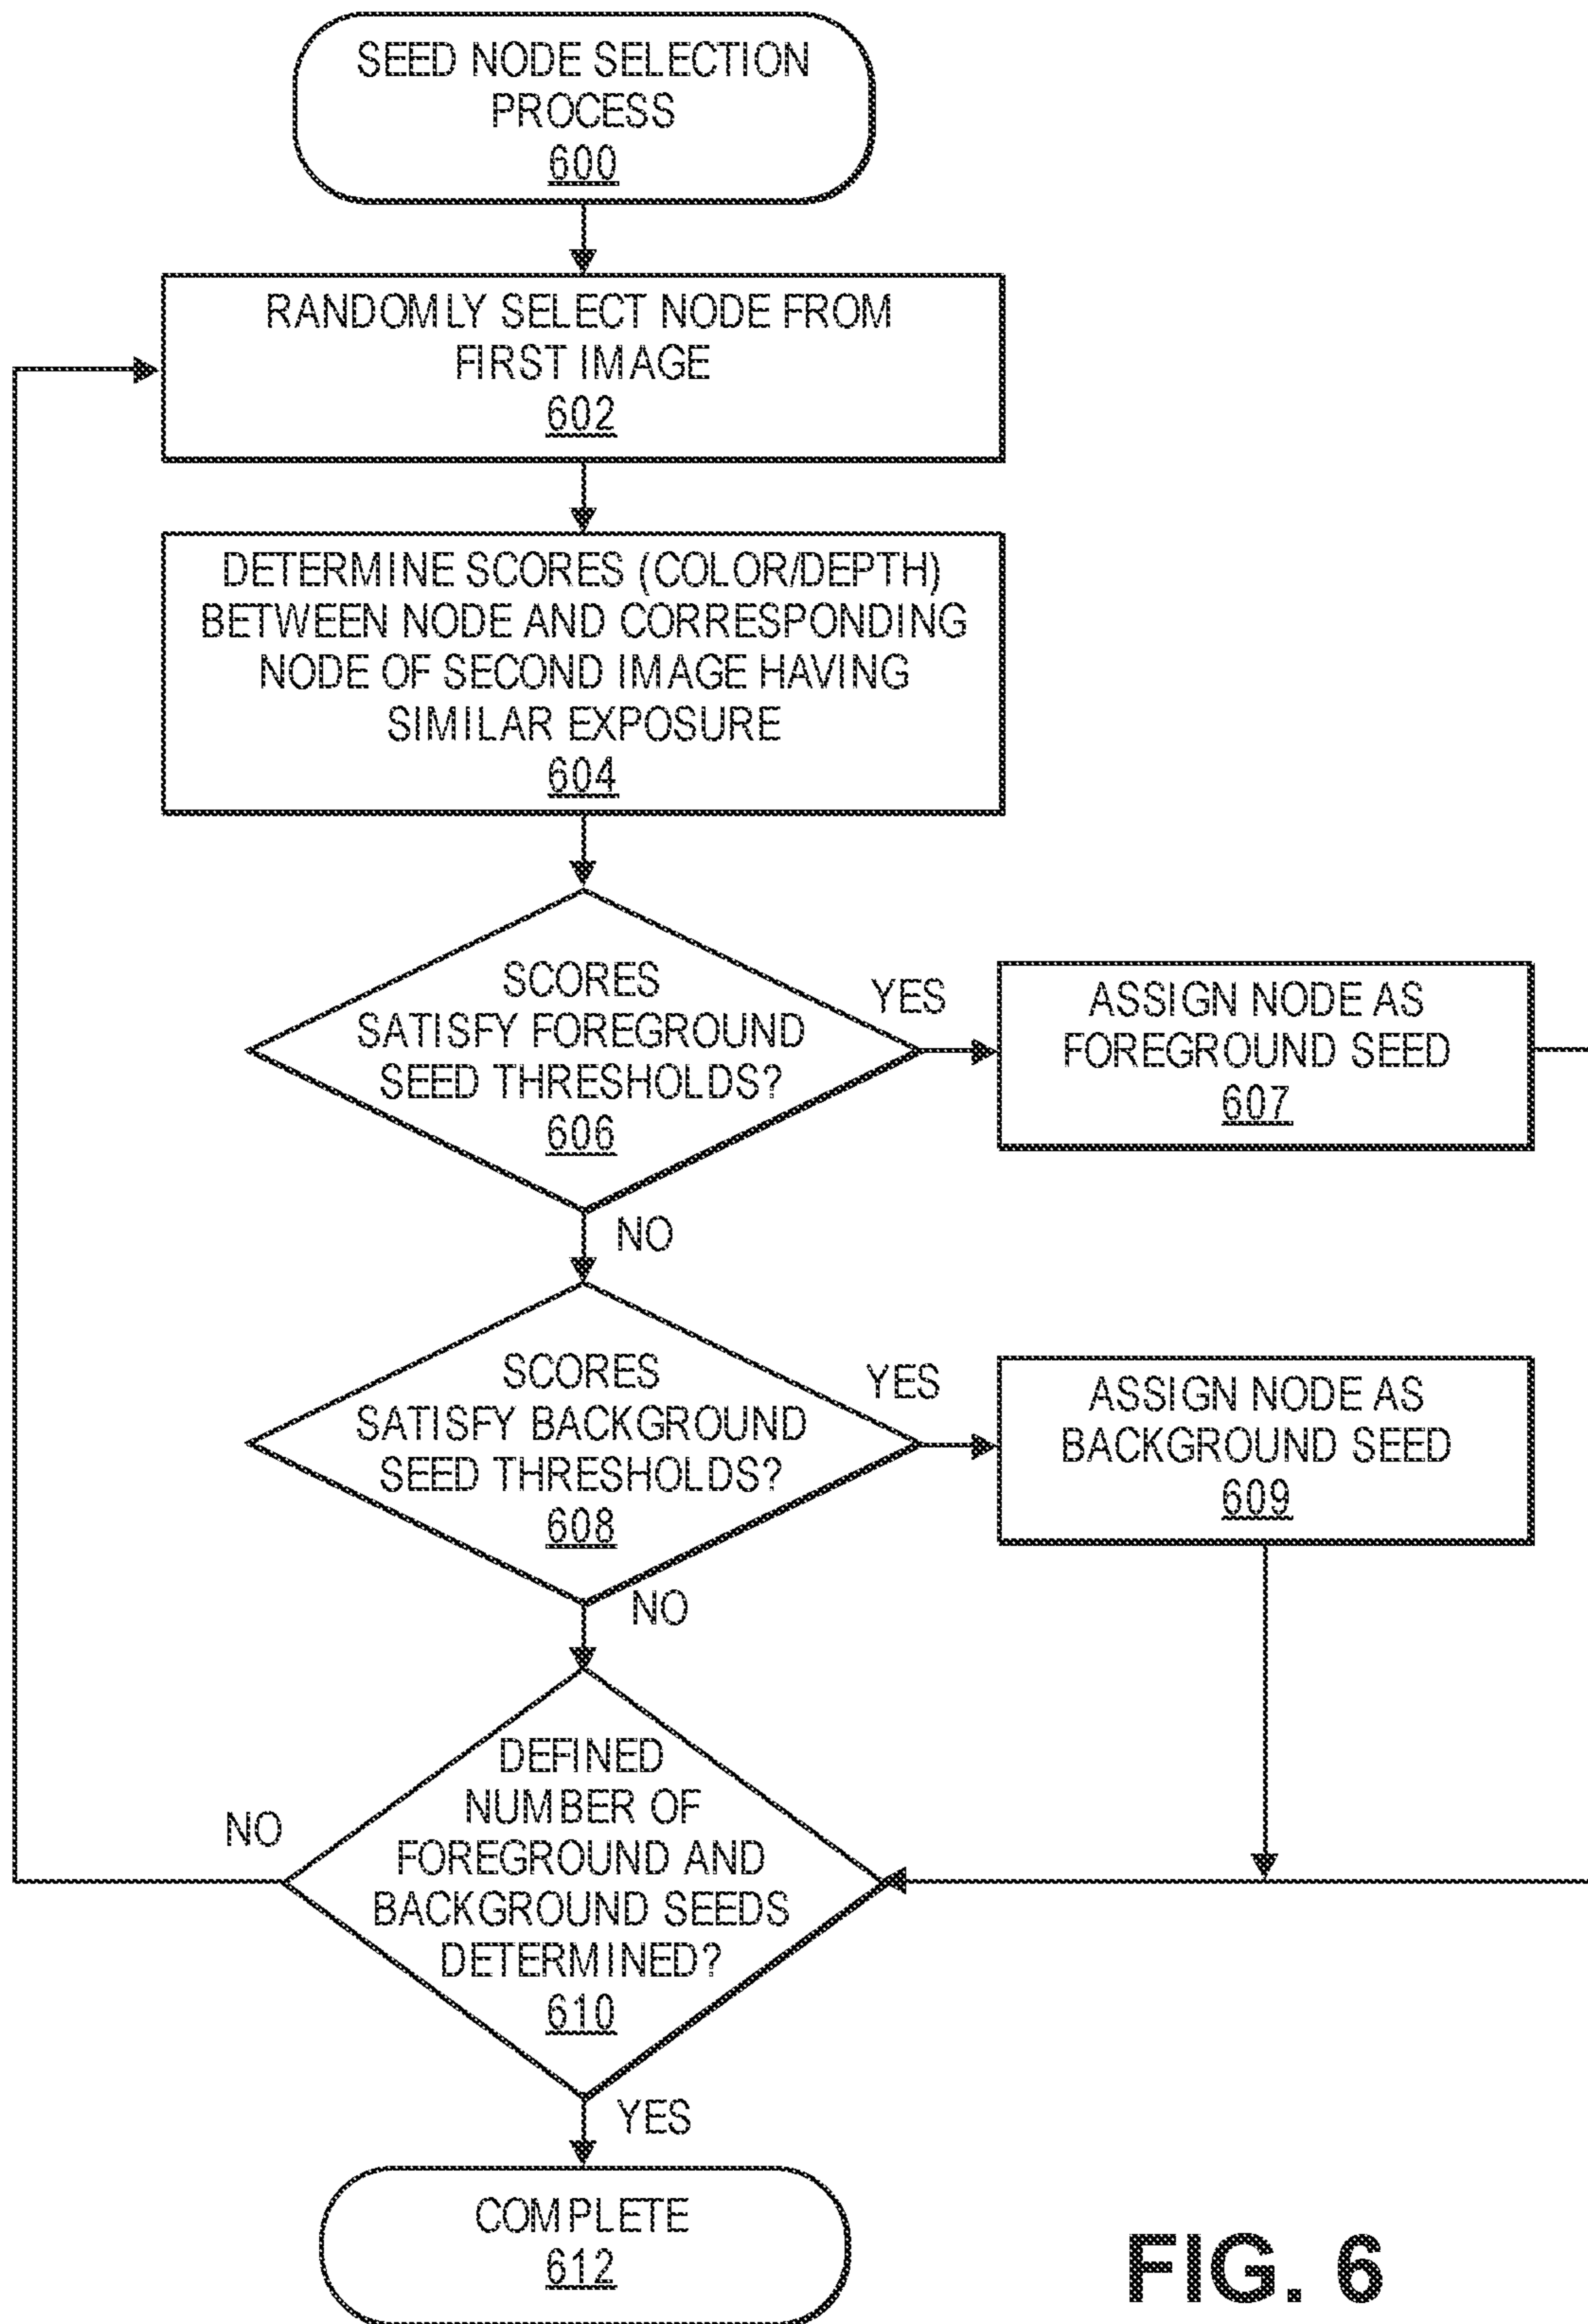 SEED NODE SELECTION
PROCESS
600
RANDOMLY SELECT NODE FROM
FIRST IMAGE
602
DETERMINE SCORES (COLOR/DEPTH)
BETWEEN NODE AND CORRESPONDING
NODE OF SECOND IMAGE HAVING
SIMILAR EXPOSURE
604
SCORES
SATISFY FOREGROUND
SEED THRESHOLDS?
606
YES
ASSIGN NODE AS
FOREGROUND SEED
607
NO
SCORES
SATISFY BACKGROUND
SEED THRESHOLDS?
608
YES
ASSIGN NODE AS
BACKGROUND SEED
609
NO
DEFINED
NUMBER OF
FOREGROUND AND
BACKGROUND SEEDS
DETERMINED?
610
NO
YES
COMPLETE
612
FIG. 6